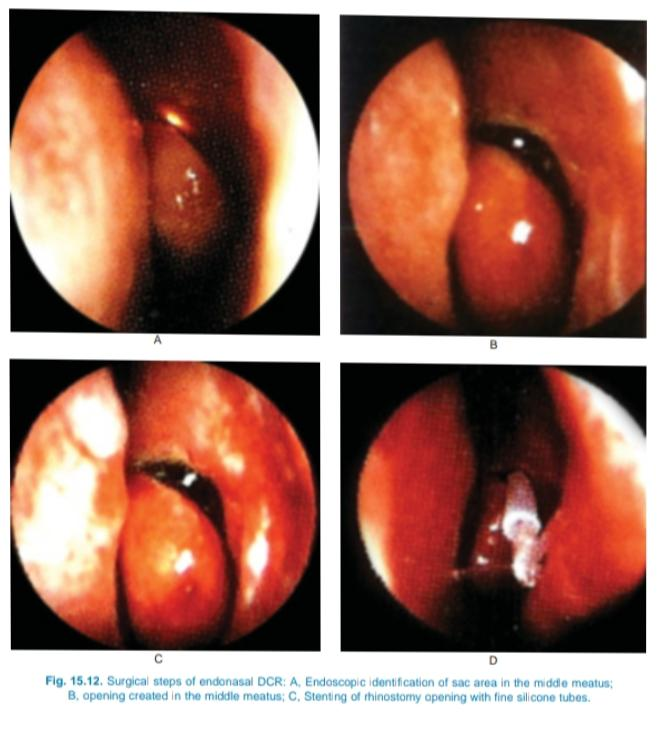 A
B
C
D
Fig. 15.12. Surgical steps of endonasal DCR: A, Endoscopic identification of sac area in the middle meatus;
B, opening created in the middle meatus; C, Stenting of rhinostomy opening with fine silicone tubes.